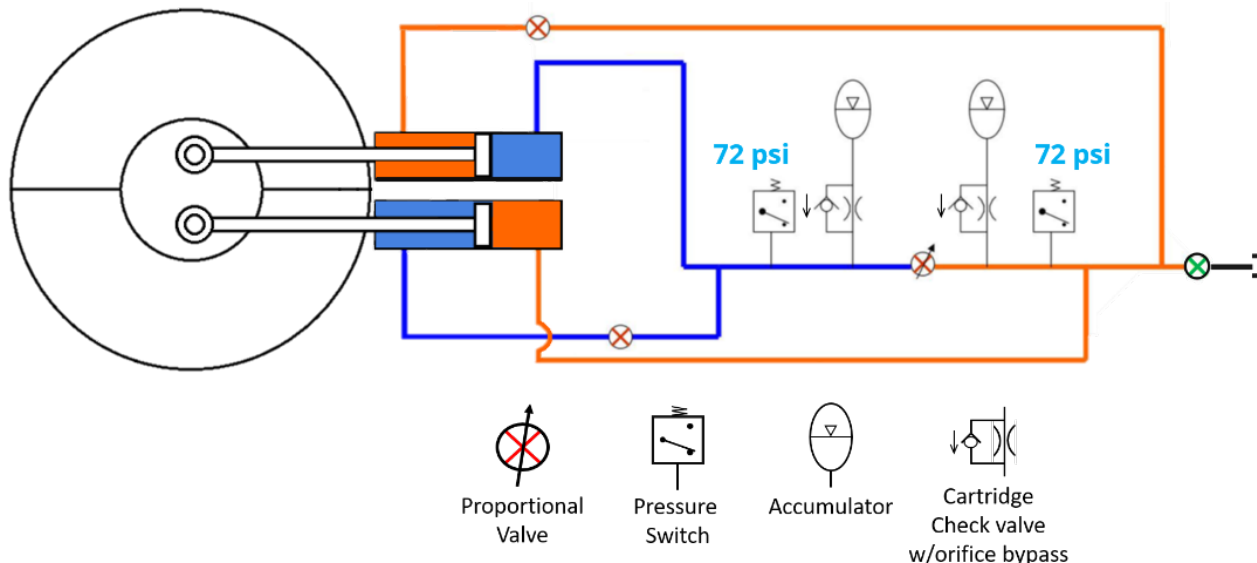 72 psi
72 psi
Proportional
Valve
Pressure
Switch
Accumulator
Cartridge
Check valve
w/orifice bypass